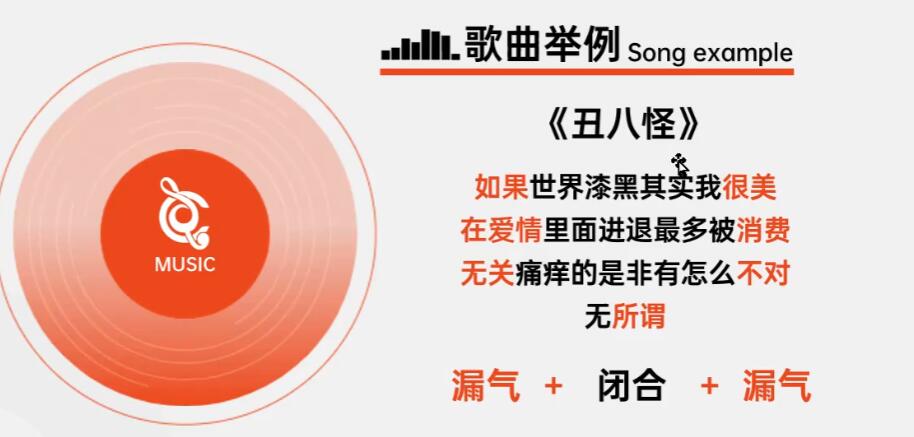 歌曲举例 Song example
《丑八怪》
如果世界漆黑其实我很美
在爱情里面进退最多被消费
无关痛痒的是非有怎么不对
无所谓
漏气 + 闭合 + 漏气
MUSIC